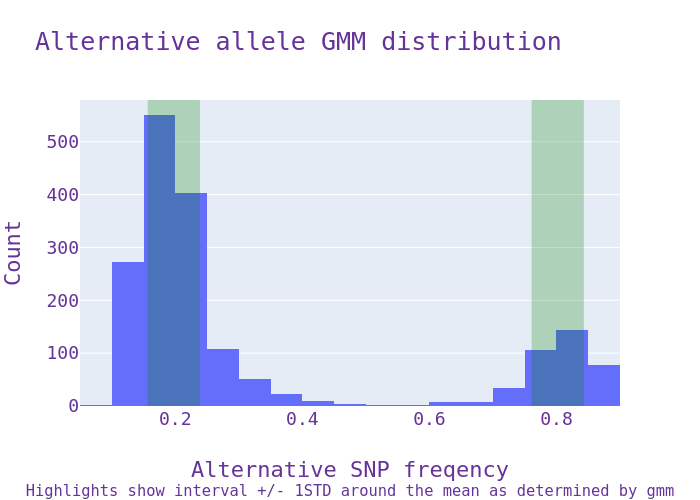 Alternative allele GMM distribution
500
400
300
200
100
0
Count
0.2 0.4 0.6 0.8
Alternative SNP freqency
Highlights show interval +/- 1STD around the mean as determined by gmm